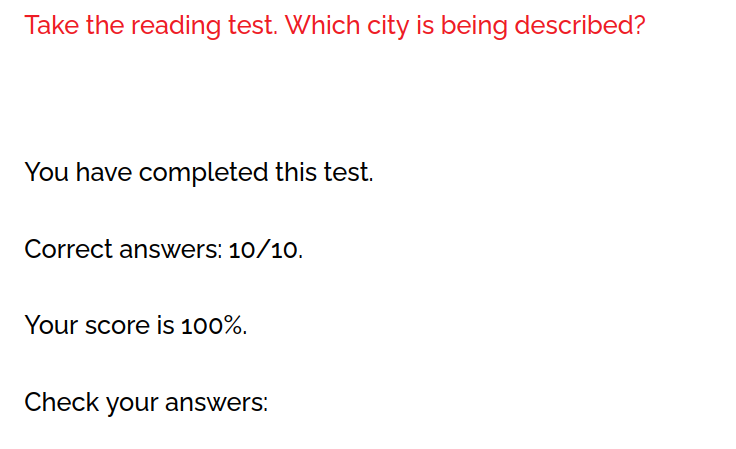 Take the reading test. Which city is being described?
You have completed this test.
Correct answers: 10/10.
Your score is 100%.
Check your answers: